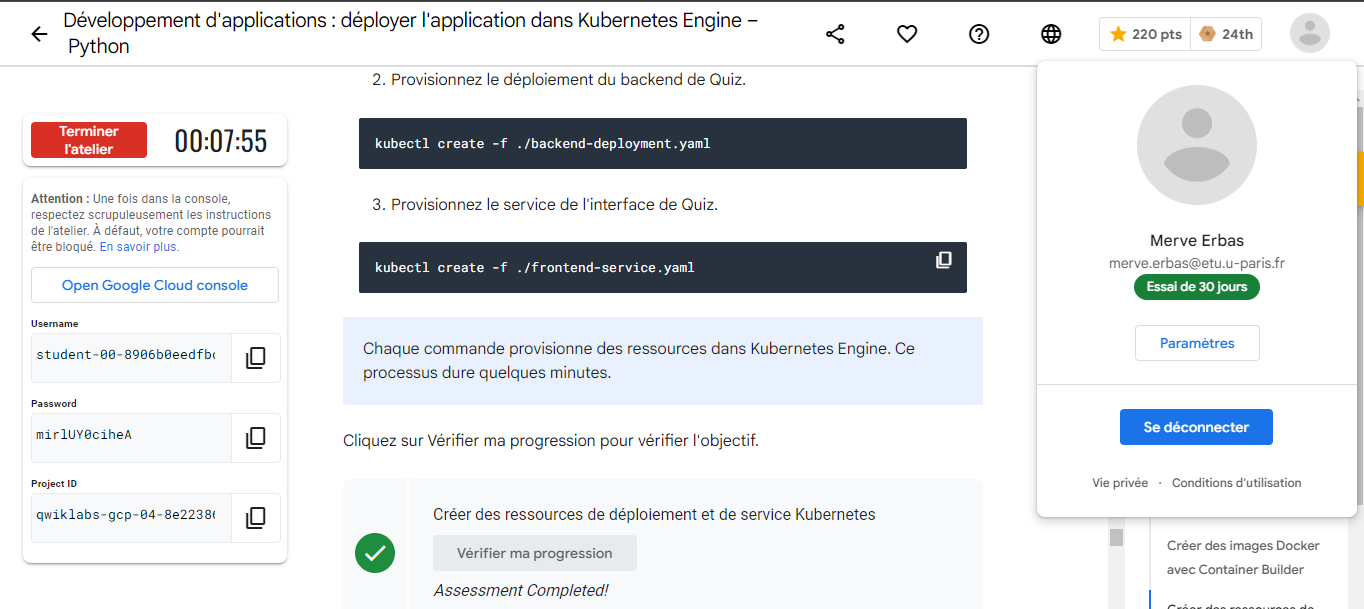 Développement d'applications : déployer l'application dans Kubernetes Engine –
Python
220 pts
24th
Terminer
l'atelier
00:07:55
Attention : Une fois dans la console,
respectez scrupuleusement les instructions
de l'atelier. À défaut, votre compte pourrait
être bloqué. En savoir plus.
Open Google Cloud console
Username
student-00-8906b0eedfb
Password
mirlUY0ciheA
Project ID
qwiklabs-gcp-04-8e2238
2. Provisionnez le déploiement du backend de Quiz.
kubectl create -f ./backend-deployment.yaml
3. Provisionnez le service de l'interface de Quiz.
kubectl create -f ./frontend-service.yaml
Chaque commande provisionne des ressources dans Kubernetes Engine. Ce
processus dure quelques minutes.
Cliquez sur Vérifier ma progression pour vérifier l'objectif.
Créer des ressources de déploiement et de service Kubernetes
Vérifier ma progression
Assessment Completed!
Merve Erbas
merve.erbas@etu.u-paris.fr
Essai de 30 jours
Paramètres
Se déconnecter
Vie privée · Conditions d'utilisation
Créer des images Docker
avec Container Builder
Créer des ressources de